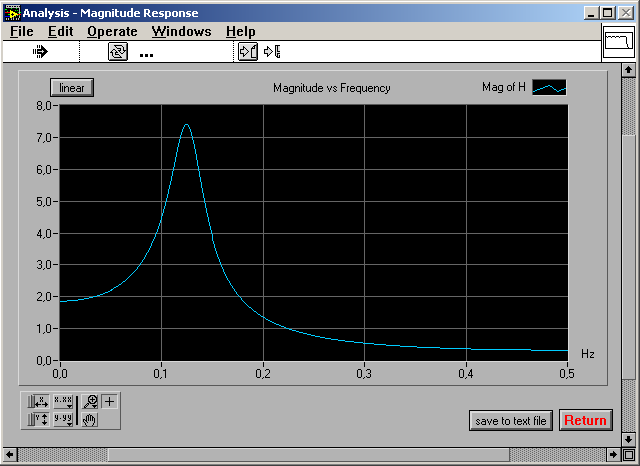 Analysis - Magnitude Response
File Edit Operate Windows Help
...
linear
Magnitude vs Frequency
Mag of H
8,0
7,0
6,0
5,0
4,0
3,0
2,0
1,0
0,0
0,0 0,1 0,2 0,3 0,4 0,5
Hz
X X.XX
Y Y.YY
save to text file
Return